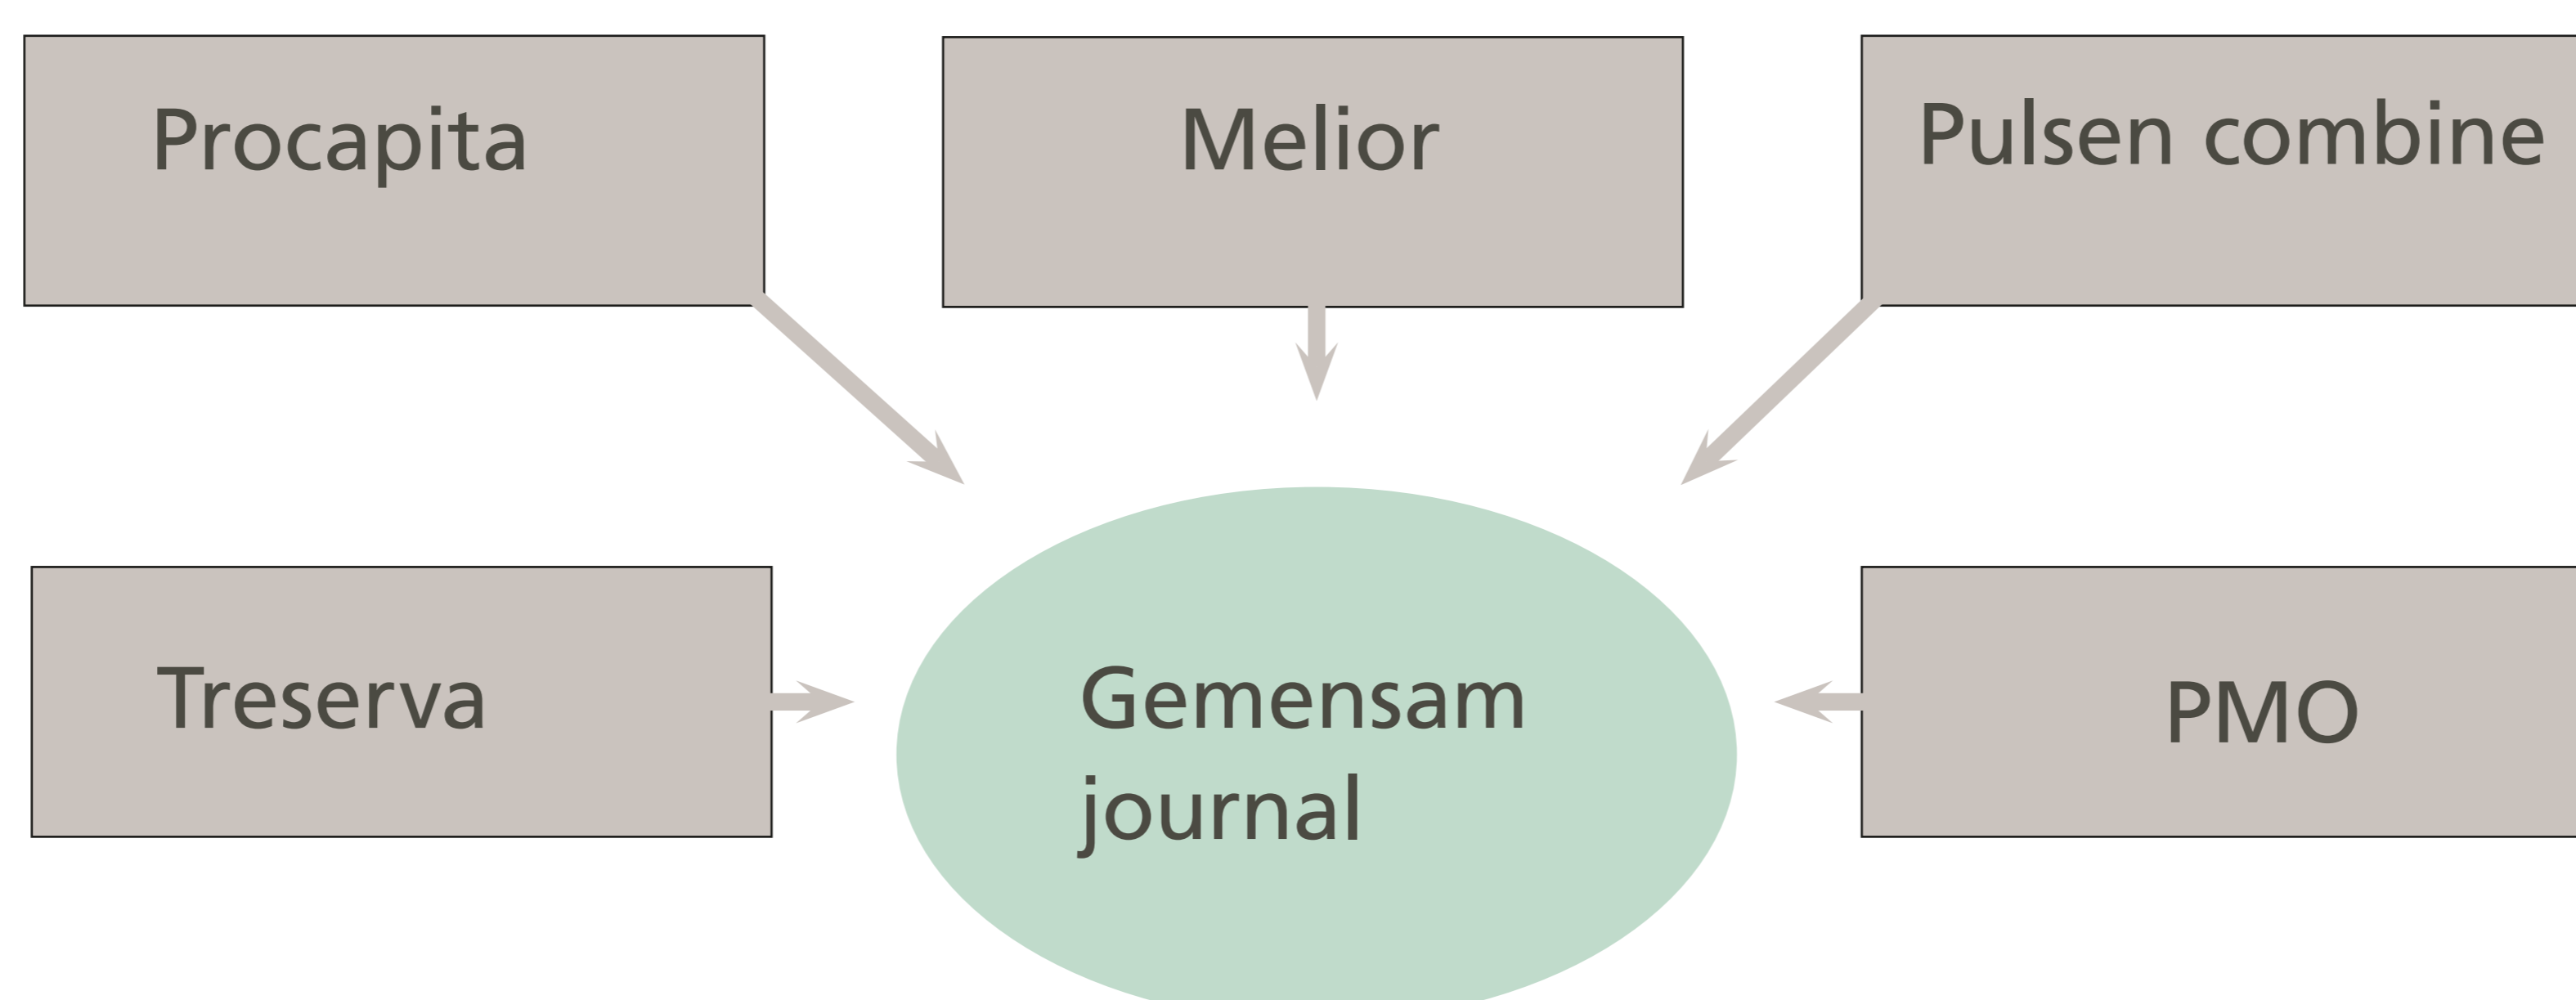 Procapita
Melior
Pulsen combine
Treserva
Gemensam
journal
PMO